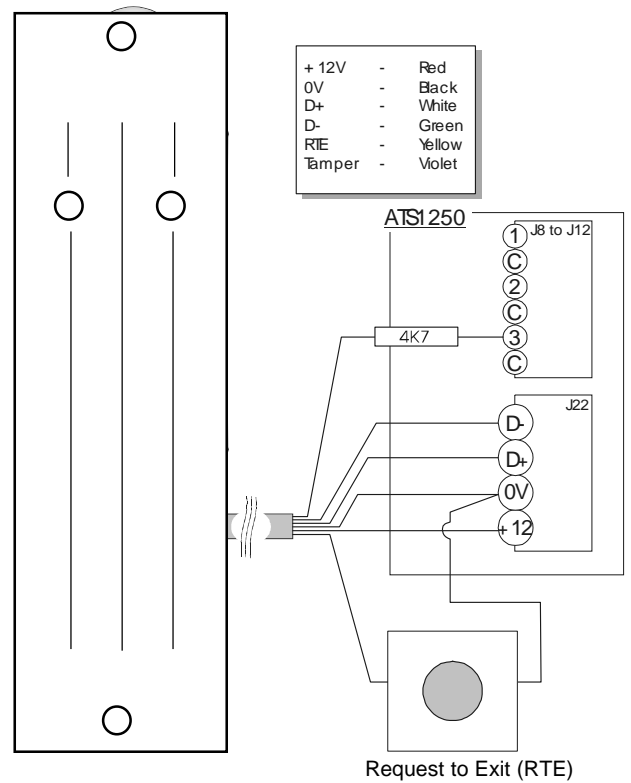 + 12V - Red
0V - Black
D+ - White
D- - Green
RTE - Yellow
Tamper - Violet
ATS1250
J8 to J12
1
C
2
C
3
C
4K7
J22
D-
D+
0V
+ 12
Request to Exit (RTE)